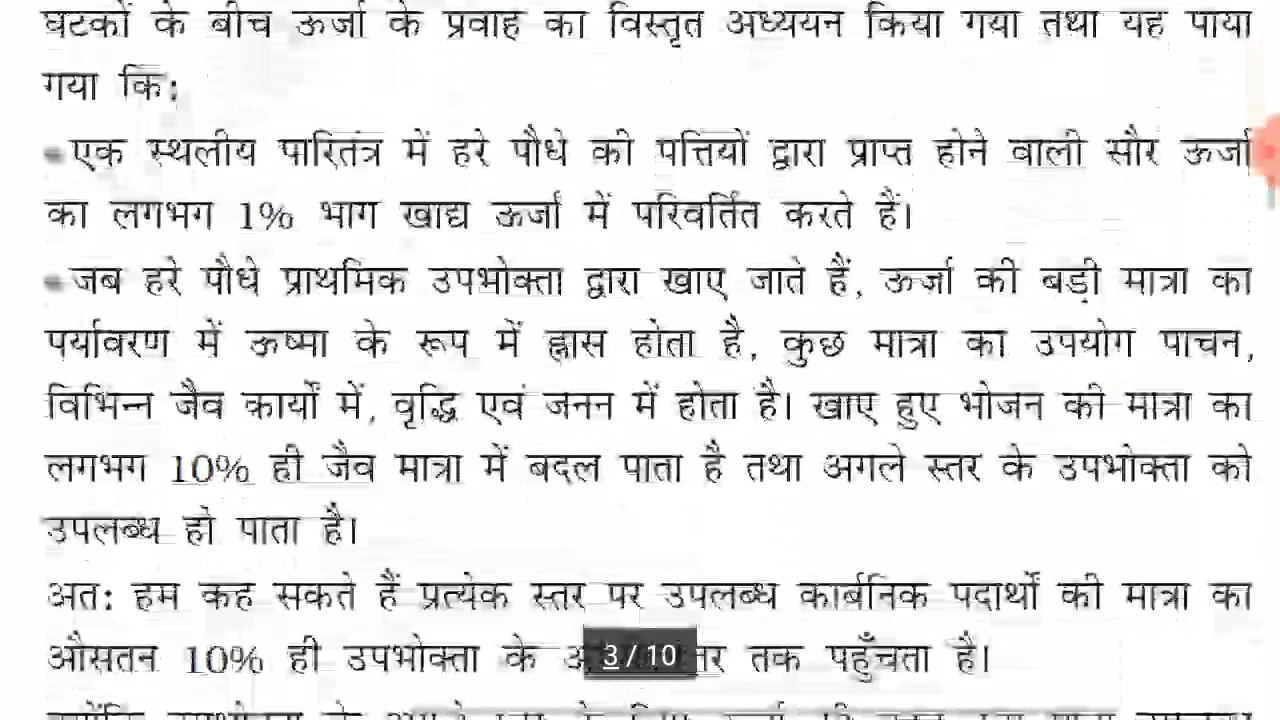 घटकों के बीच ऊर्जा के प्रवाह का विस्तृत अध्ययन किया गया तथा यह पाया
गया कि:
•एक स्थलीय पारितंत्र में हरे पौधे की पत्तियों द्वारा प्राप्त होने वाली सौर ऊर्जा
का लगभग 1% भाग खाद्य ऊर्जा में परिवर्तित करते हैं।
•जब हरे पौधे प्राथमिक उपभोक्ता द्वारा खाए जाते हैं, ऊर्जा की बड़ी मात्रा का
पर्यावरण में ऊष्मा के रूप में ह्रास होता है, कुछ मात्रा का उपयोग पाचन,
विभिन्न जैव कार्यों में, वृद्धि एवं जनन में होता है। खाए हुए भोजन की मात्रा का
लगभग 10% ही जैव मात्रा में बदल पाता है तथा अगले स्तर के उपभोक्ता को
उपलब्ध हो पाता है।
अत: हम कह सकते हैं प्रत्येक स्तर पर उपलब्ध कार्बनिक पदार्थों की मात्रा का
औसतन 10% ही उपभोक्ता के तक पहुँचता है।
3 / 10